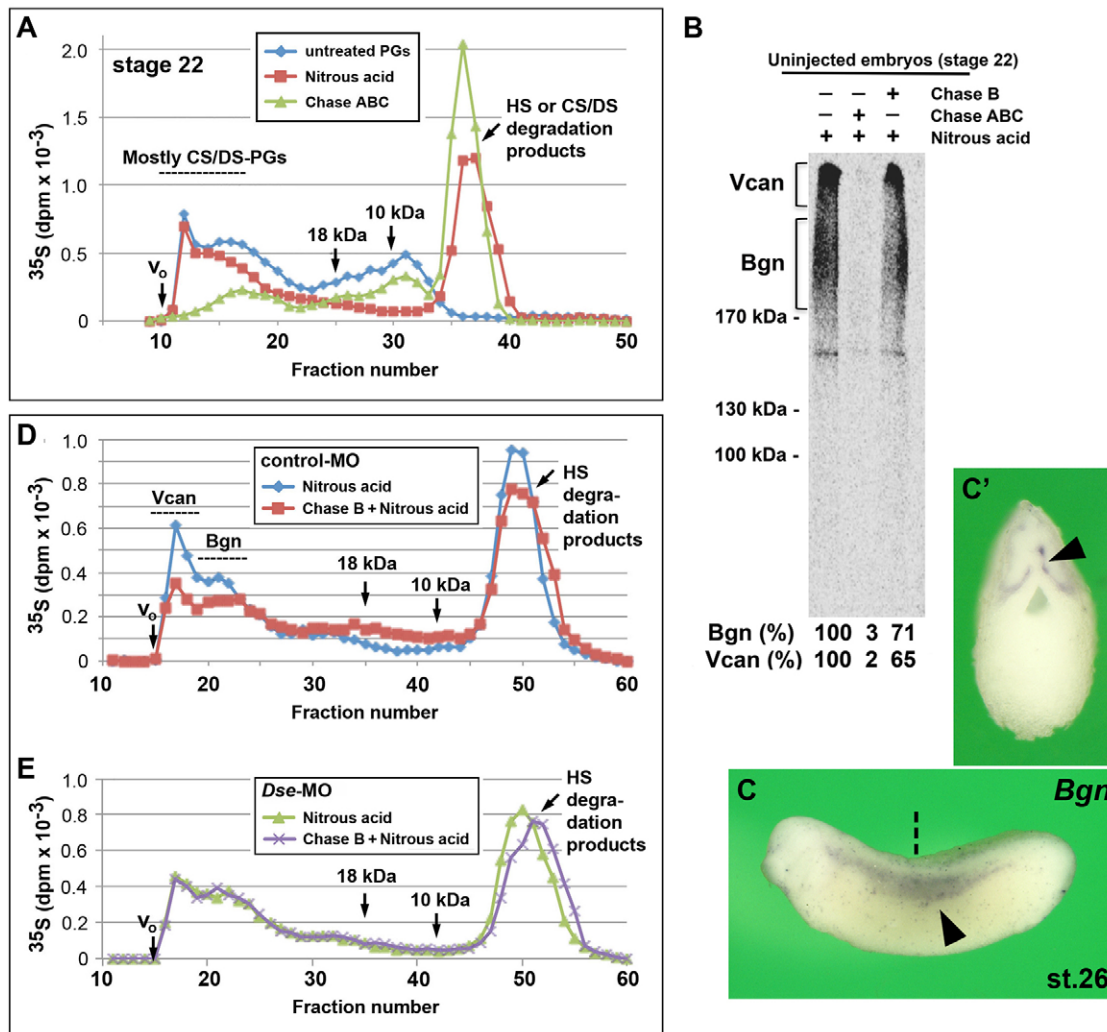 A
stage 22
untreated PGs
Nitrous acid
Chase ABC
Mostly CS/DS-PGs
HS or CS/DS
degradation
products
V₀
18 kDa
10 kDa
35S (dpm x 10-3)
2.0
1.5
1.0
0.5
0
10 20 30 40 50
Fraction number
B
Uninjected embryos (stage 22)
– – + Chase B
– + – Chase ABC
+ + + Nitrous acid
Vcan
Bgn
170 kDa -
130 kDa -
100 kDa -
Bgn (%) 100 3 71
Vcan (%) 100 2 65
D
control-MO
Nitrous acid
Chase B + Nitrous acid
Vcan
Bgn
HS
degra-
dation
products
V₀
18 kDa
10 kDa
35S (dpm x 10-3)
1.0
0.8
0.6
0.4
0.2
0
10 20 30 40 50 60
Fraction number
E
Dse-MO
Nitrous acid
Chase B + Nitrous acid
HS
degra-
dation
products
V₀
18 kDa
10 kDa
35S (dpm x 10-3)
1.0
0.8
0.6
0.4
0.2
0
10 20 30 40 50 60
Fraction number
C'
C
Bgn
st.26